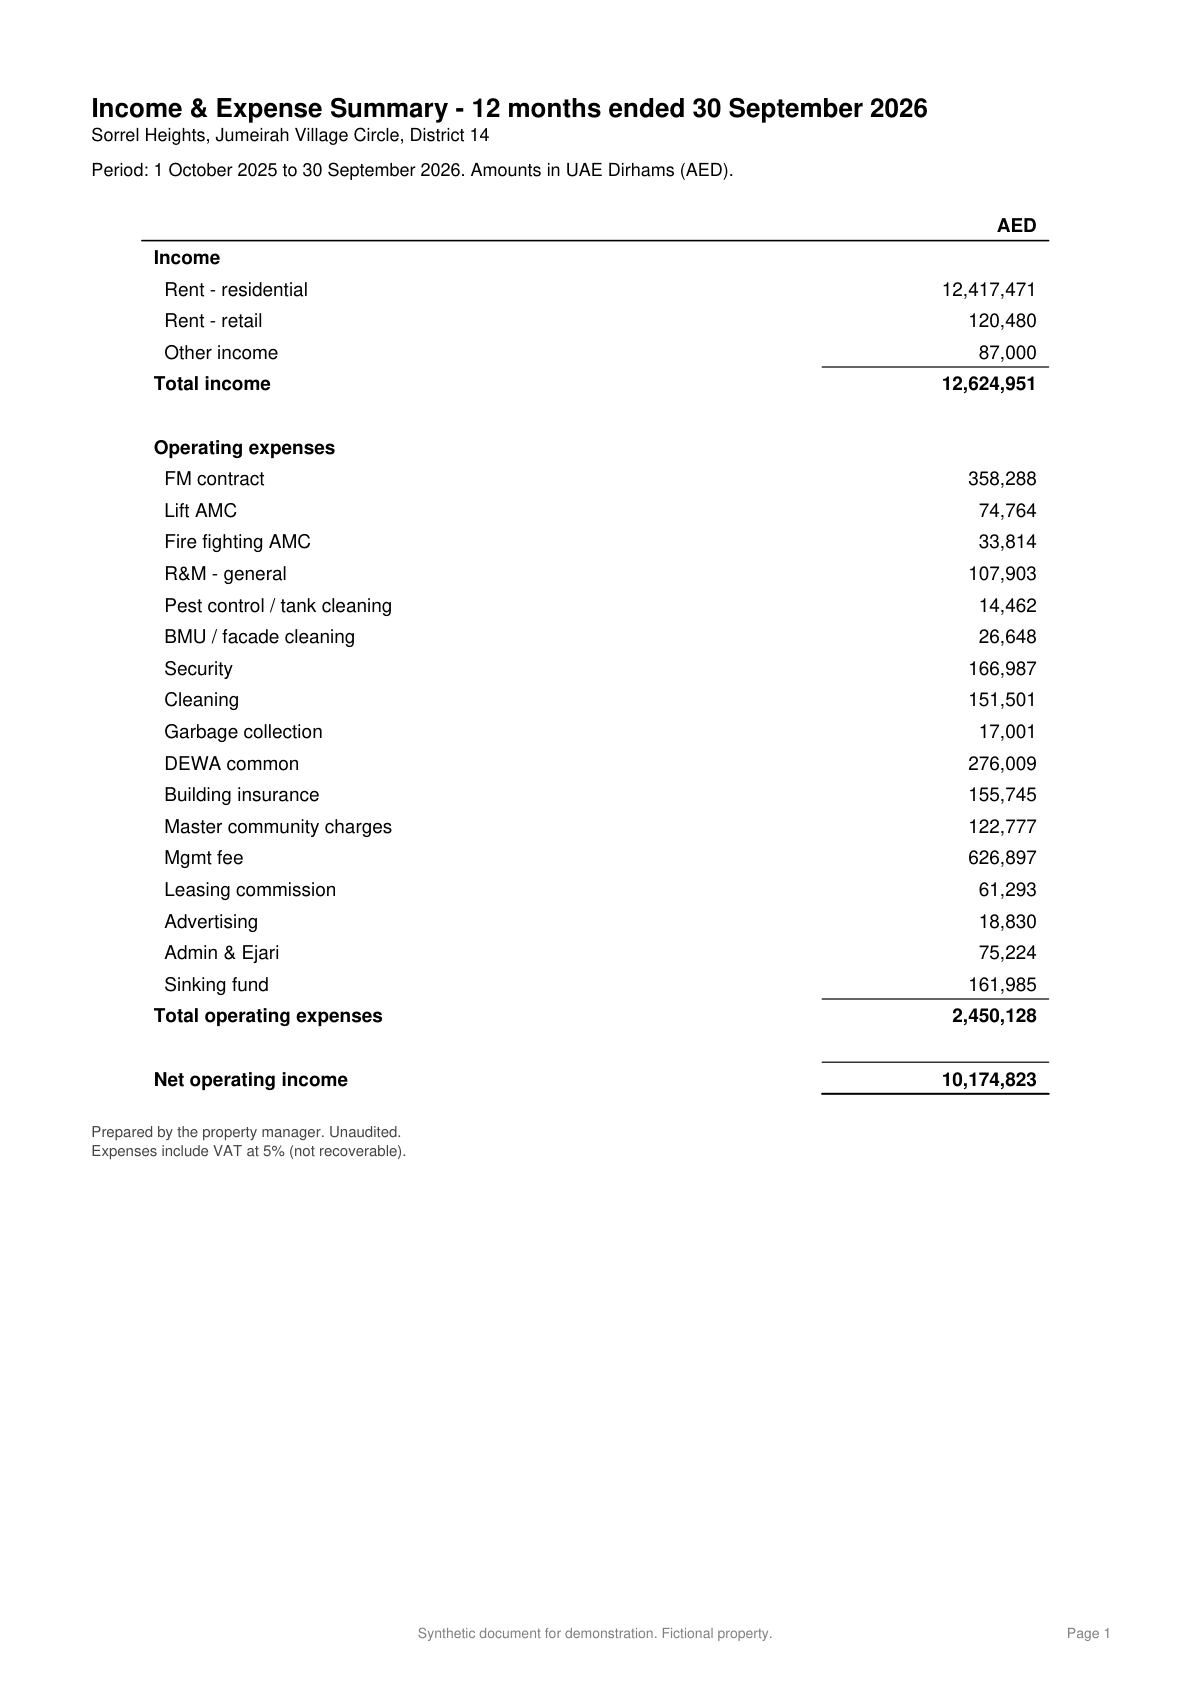 Income & Expense Summary - 12 months ended 30 September 2026
Sorrel Heights, Jumeirah Village Circle, District 14
Period: 1 October 2025 to 30 September 2026. Amounts in UAE Dirhams (AED).
AED
Income
Rent - residential 12,417,471
Rent - retail 120,480
Other income 87,000
Total income 12,624,951
Operating expenses
FM contract 358,288
Lift AMC 74,764
Fire fighting AMC 33,814
R&M - general 107,903
Pest control / tank cleaning 14,462
BMU / facade cleaning 26,648
Security 166,987
Cleaning 151,501
Garbage collection 17,001
DEWA common 276,009
Building insurance 155,745
Master community charges 122,777
Mgmt fee 626,897
Leasing commission 61,293
Advertising 18,830
Admin & Ejari 75,224
Sinking fund 161,985
Total operating expenses 2,450,128
Net operating income 10,174,823
Prepared by the property manager. Unaudited.
Expenses include VAT at 5% (not recoverable).
Synthetic document for demonstration. Fictional property. Page 1